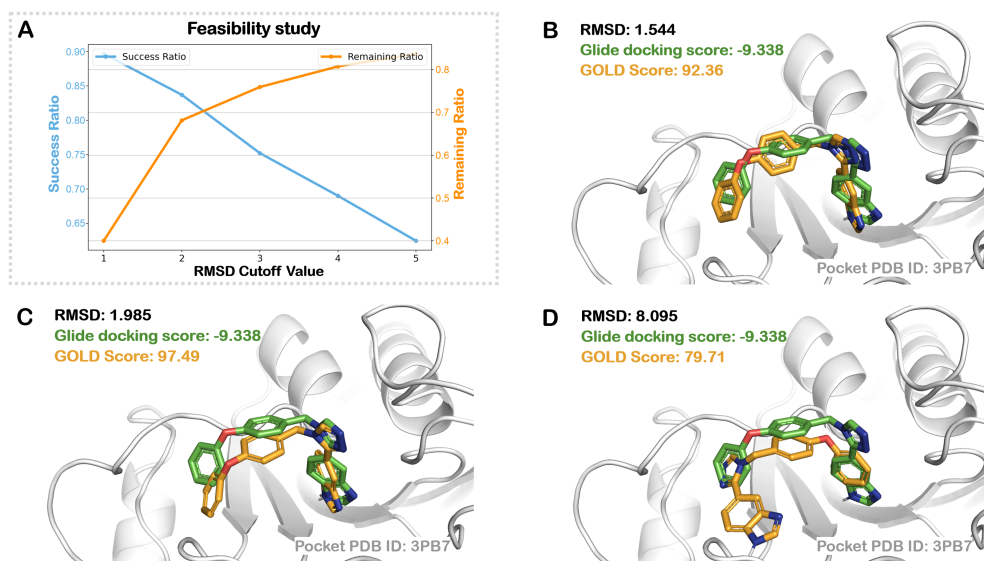 A
Feasibility study
Success Ratio
Remaining Ratio
0.90
0.85
0.80
0.75
0.70
0.65
Success Ratio
0.8
0.7
0.6
0.5
0.4
Remaining Ratio
1 2 3 4 5
RMSD Cutoff Value
B
RMSD: 1.544
Glide docking score: -9.338
GOLD Score: 92.36
Pocket PDB ID: 3PB7
C
RMSD: 1.985
Glide docking score: -9.338
GOLD Score: 97.49
Pocket PDB ID: 3PB7
D
RMSD: 8.095
Glide docking score: -9.338
GOLD Score: 79.71
Pocket PDB ID: 3PB7